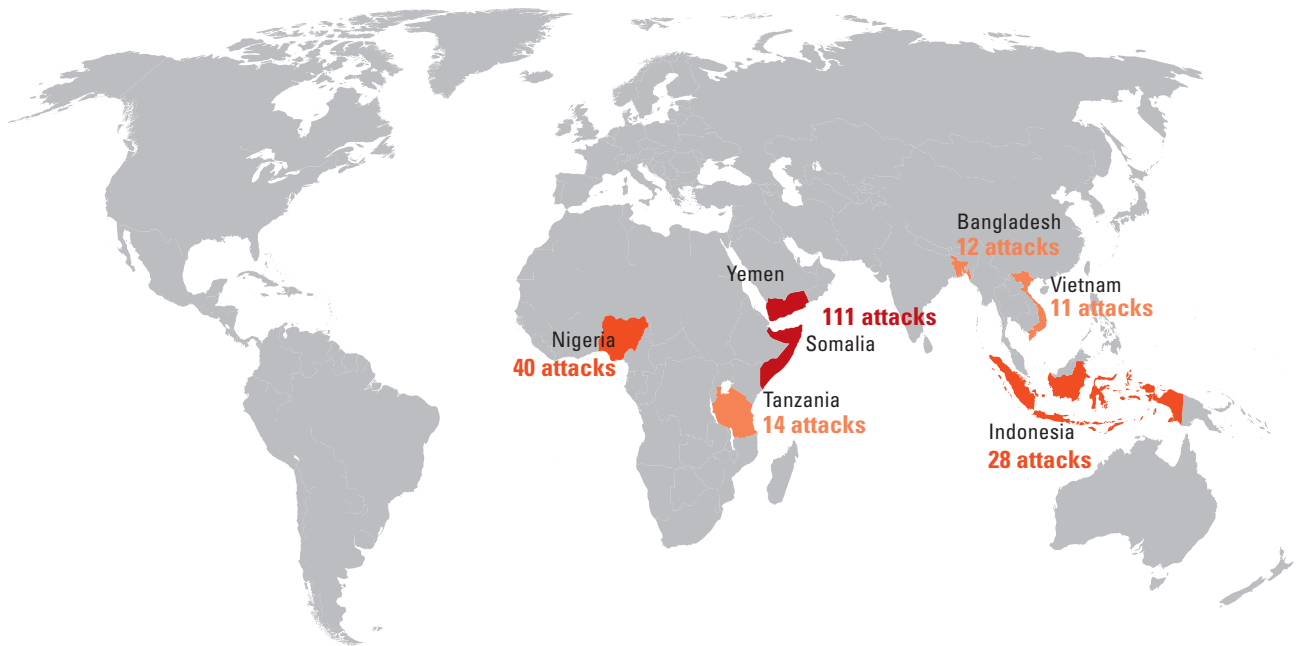 Bangladesh
12 attacks
Yemen
Vietnam
11 attacks
111 attacks
Somalia
Nigeria
40 attacks
Tanzania
14 attacks
Indonesia
28 attacks